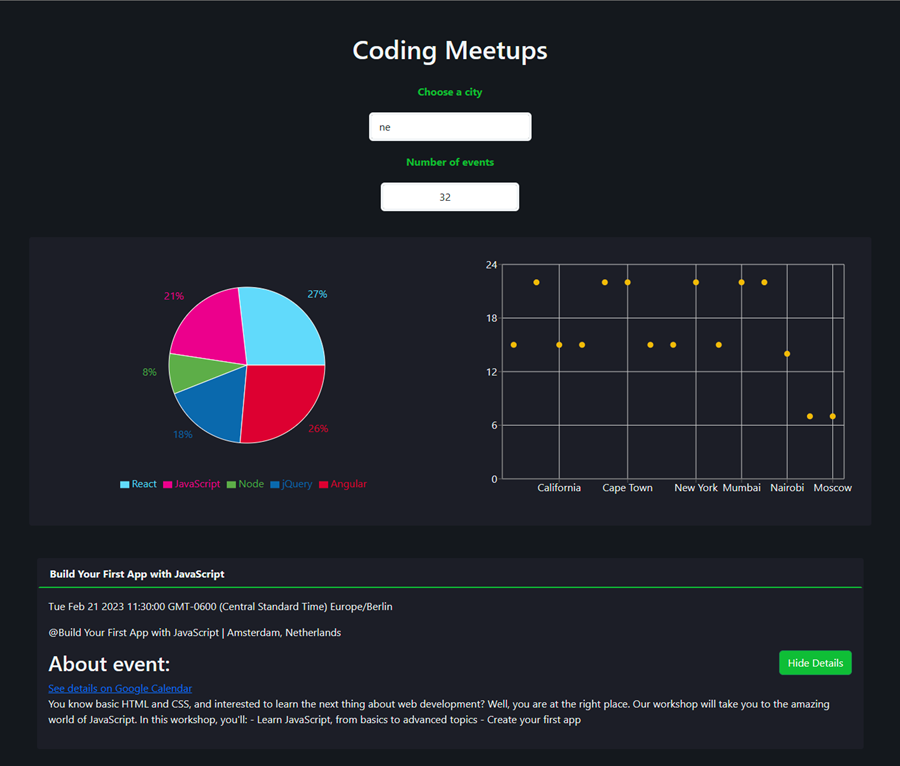 Coding Meetups
Choose a city
ne
Number of events
32
27%
21%
8%
18%
26%
React JavaScript Node jQuery Angular
24
18
12
6
0
California Cape Town New York Mumbai Nairobi Moscow
Build Your First App with JavaScript
Tue Feb 21 2023 11:30:00 GMT-0600 (Central Standard Time) Europe/Berlin
@Build Your First App with JavaScript | Amsterdam, Netherlands
About event:
Hide Details
See details on Google Calendar
You know basic HTML and CSS, and interested to learn the next thing about web development? Well, you are at the right place. Our workshop will take you to the amazing
world of JavaScript. In this workshop, you'll: - Learn JavaScript, from basics to advanced topics - Create your first app